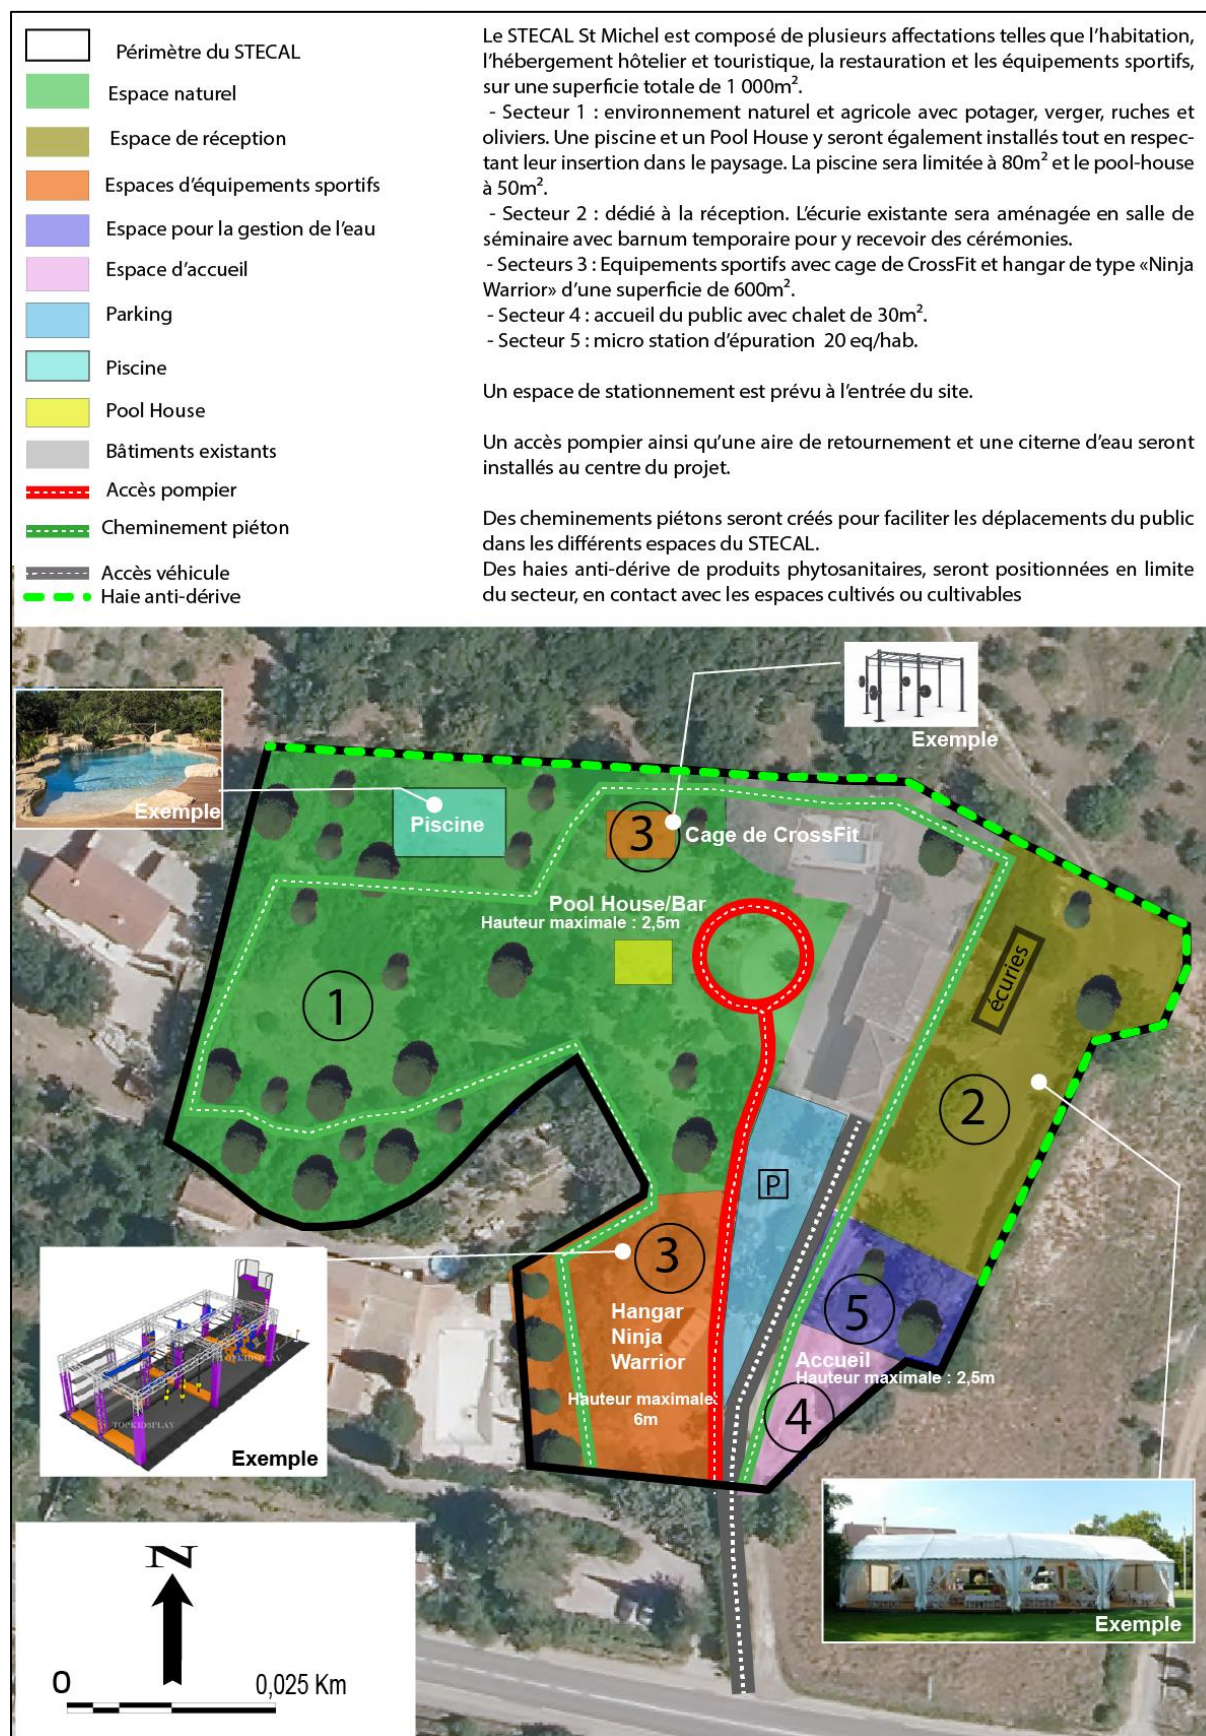 Périmètre du STECAL
Espace naturel
Espace de réception
Espaces d'équipements sportifs
Espace pour la gestion de l'eau
Espace d'accueil
Parking
Piscine
Pool House
Bâtiments existants
Accès pompier
Cheminement piéton
Accès véhicule
Haie anti-dérive
Le STECAL St Michel est composé de plusieurs affectations telles que l'habitation,
l'hébergement hôtelier et touristique, la restauration et les équipements sportifs,
sur une superficie totale de 1 000m².
- Secteur 1 : environnement naturel et agricole avec potager, verger, ruches et
oliviers. Une piscine et un Pool House y seront également installés tout en respec-
tant leur insertion dans le paysage. La piscine sera limitée à 80m² et le pool-house
à 50m².
- Secteur 2 : dédié à la réception. L'écurie existante sera aménagée en salle de
séminaire avec barnum temporaire pour y recevoir des cérémonies.
- Secteurs 3 : Equipements sportifs avec cage de CrossFit et hangar de type «Ninja
Warrior» d'une superficie de 600m².
- Secteur 4 : accueil du public avec chalet de 30m².
- Secteur 5 : micro station d'épuration 20 eq/hab.
Un espace de stationnement est prévu à l'entrée du site.
Un accès pompier ainsi qu'une aire de retournement et une citerne d'eau seront
installés au centre du projet.
Des cheminements piétons seront créés pour faciliter les déplacements du public
dans les différents espaces du STECAL.
Des haies anti-dérive de produits phytosanitaires, seront positionnées en limite
du secteur, en contact avec les espaces cultivés ou cultivables
Exemple
Exemple
Piscine
3
Cage de CrossFit
Pool House/Bar
Hauteur maximale : 2,5m
écuries
1
2
P
3
Hangar
Ninja
Warrior
Hauteur maximale:
6m
5
Accueil
Hauteur maximale : 2,5m
4
TOPKIDSPLAY
TOPKIDSPLAY
Exemple
Exemple
N
0
0,025 Km